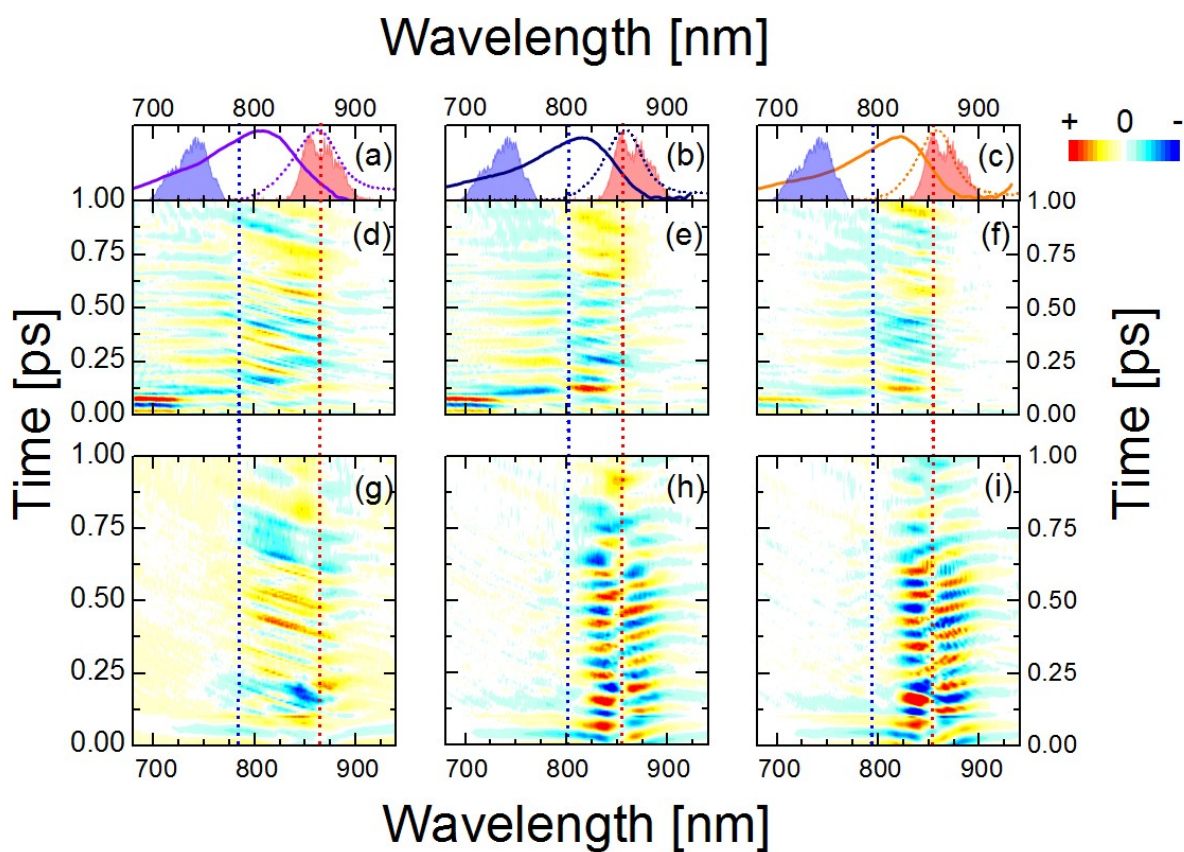 Wavelength [nm]
700 800 900 700 800 900 700 800 900
+ 0 -
(a) (b) (c)
1.00 1.00
(d) (e) (f)
0.75 0.75
0.50 0.50
0.25 0.25
0.00 0.00
Time [ps] Time [ps]
1.00 1.00
(g) (h) (i)
0.75 0.75
0.50 0.50
0.25 0.25
0.00 0.00
700 800 900 700 800 900 700 800 900
Wavelength [nm]